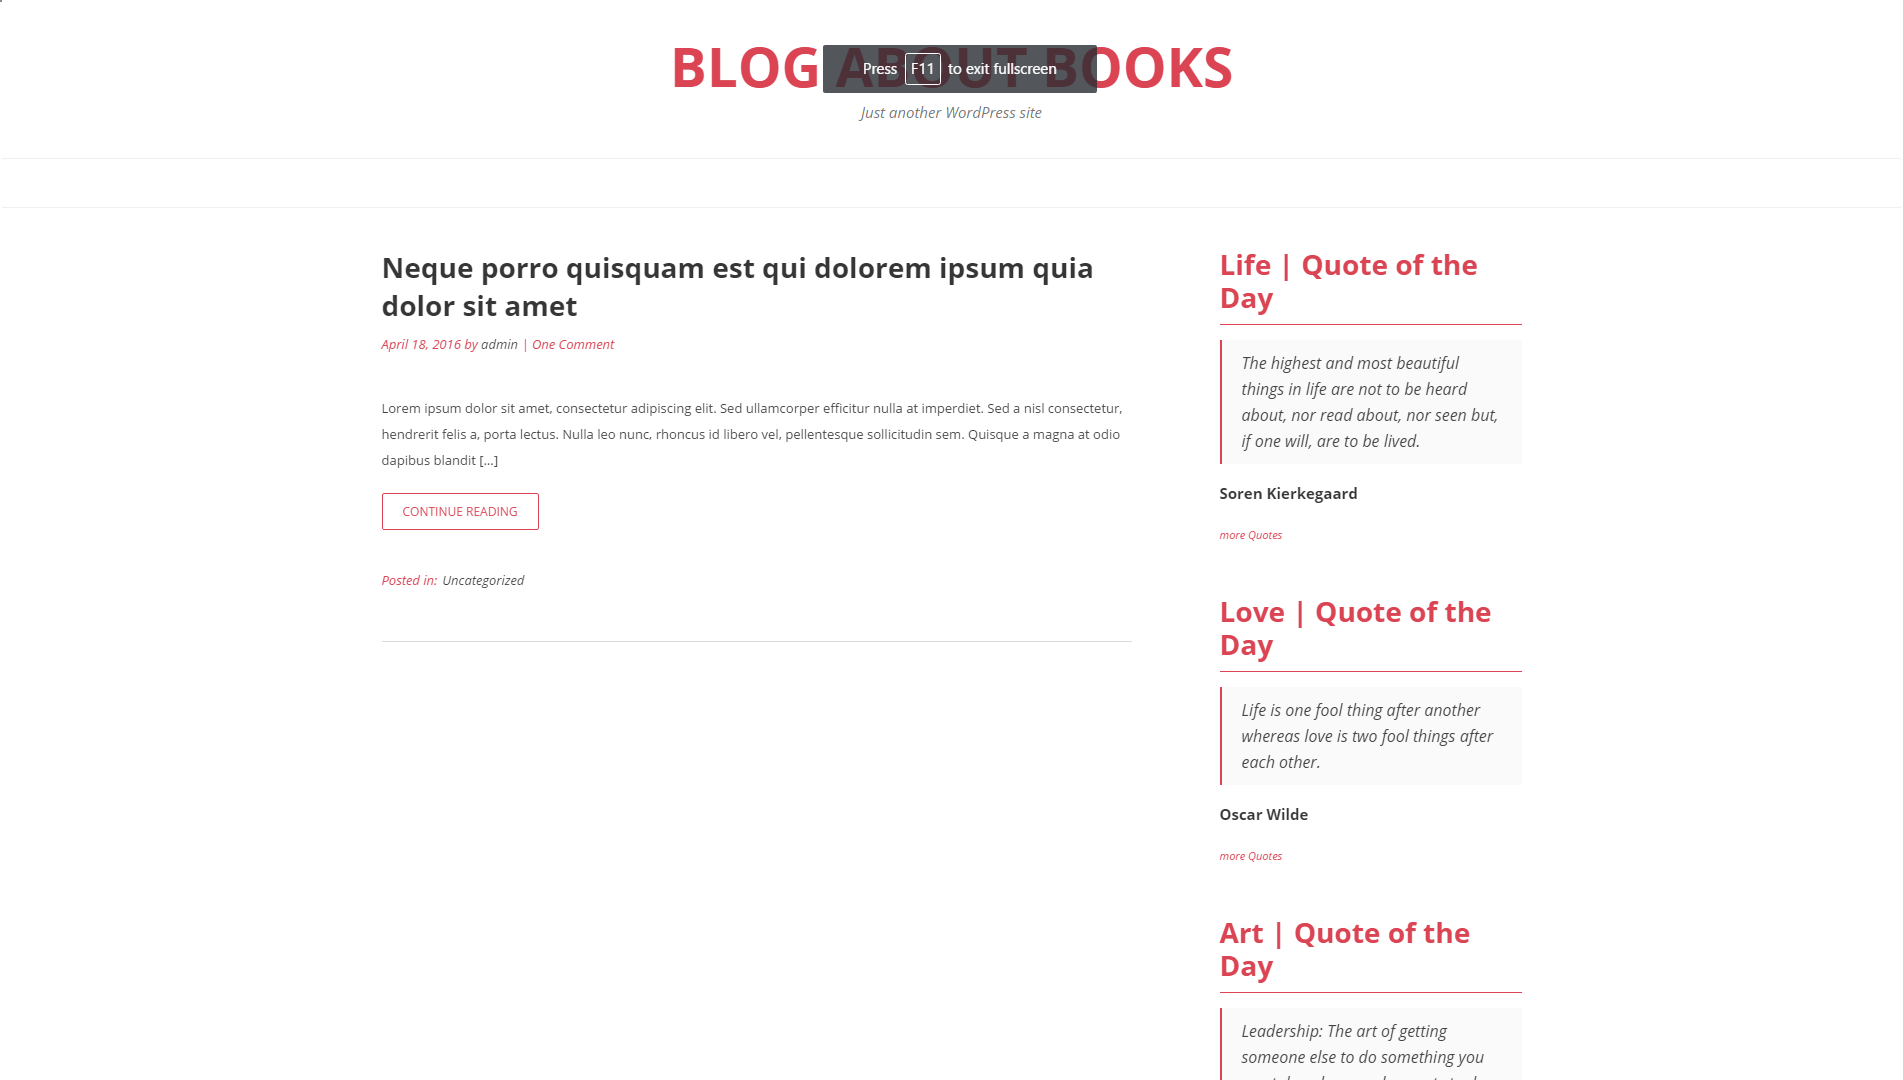 BLOG ABOUT BOOKS
Press F11 to exit fullscreen
Just another WordPress site
Neque porro quisquam est qui dolorem ipsum quia
dolor sit amet
April 18, 2016 by admin | One Comment
Lorem ipsum dolor sit amet, consectetur adipiscing elit. Sed ullamcorper efficitur nulla at imperdiet. Sed a nisl consectetur,
hendrerit felis a, porta lectus. Nulla leo nunc, rhoncus id libero vel, pellentesque sollicitudin sem. Quisque a magna at odio
dapibus blandit […]
CONTINUE READING
Posted in: Uncategorized
Life | Quote of the
Day
The highest and most beautiful
things in life are not to be heard
about, nor read about, nor seen but,
if one will, are to be lived.
Soren Kierkegaard
more Quotes
Love | Quote of the
Day
Life is one fool thing after another
whereas love is two fool things after
each other.
Oscar Wilde
more Quotes
Art | Quote of the
Day
Leadership: The art of getting
someone else to do something you